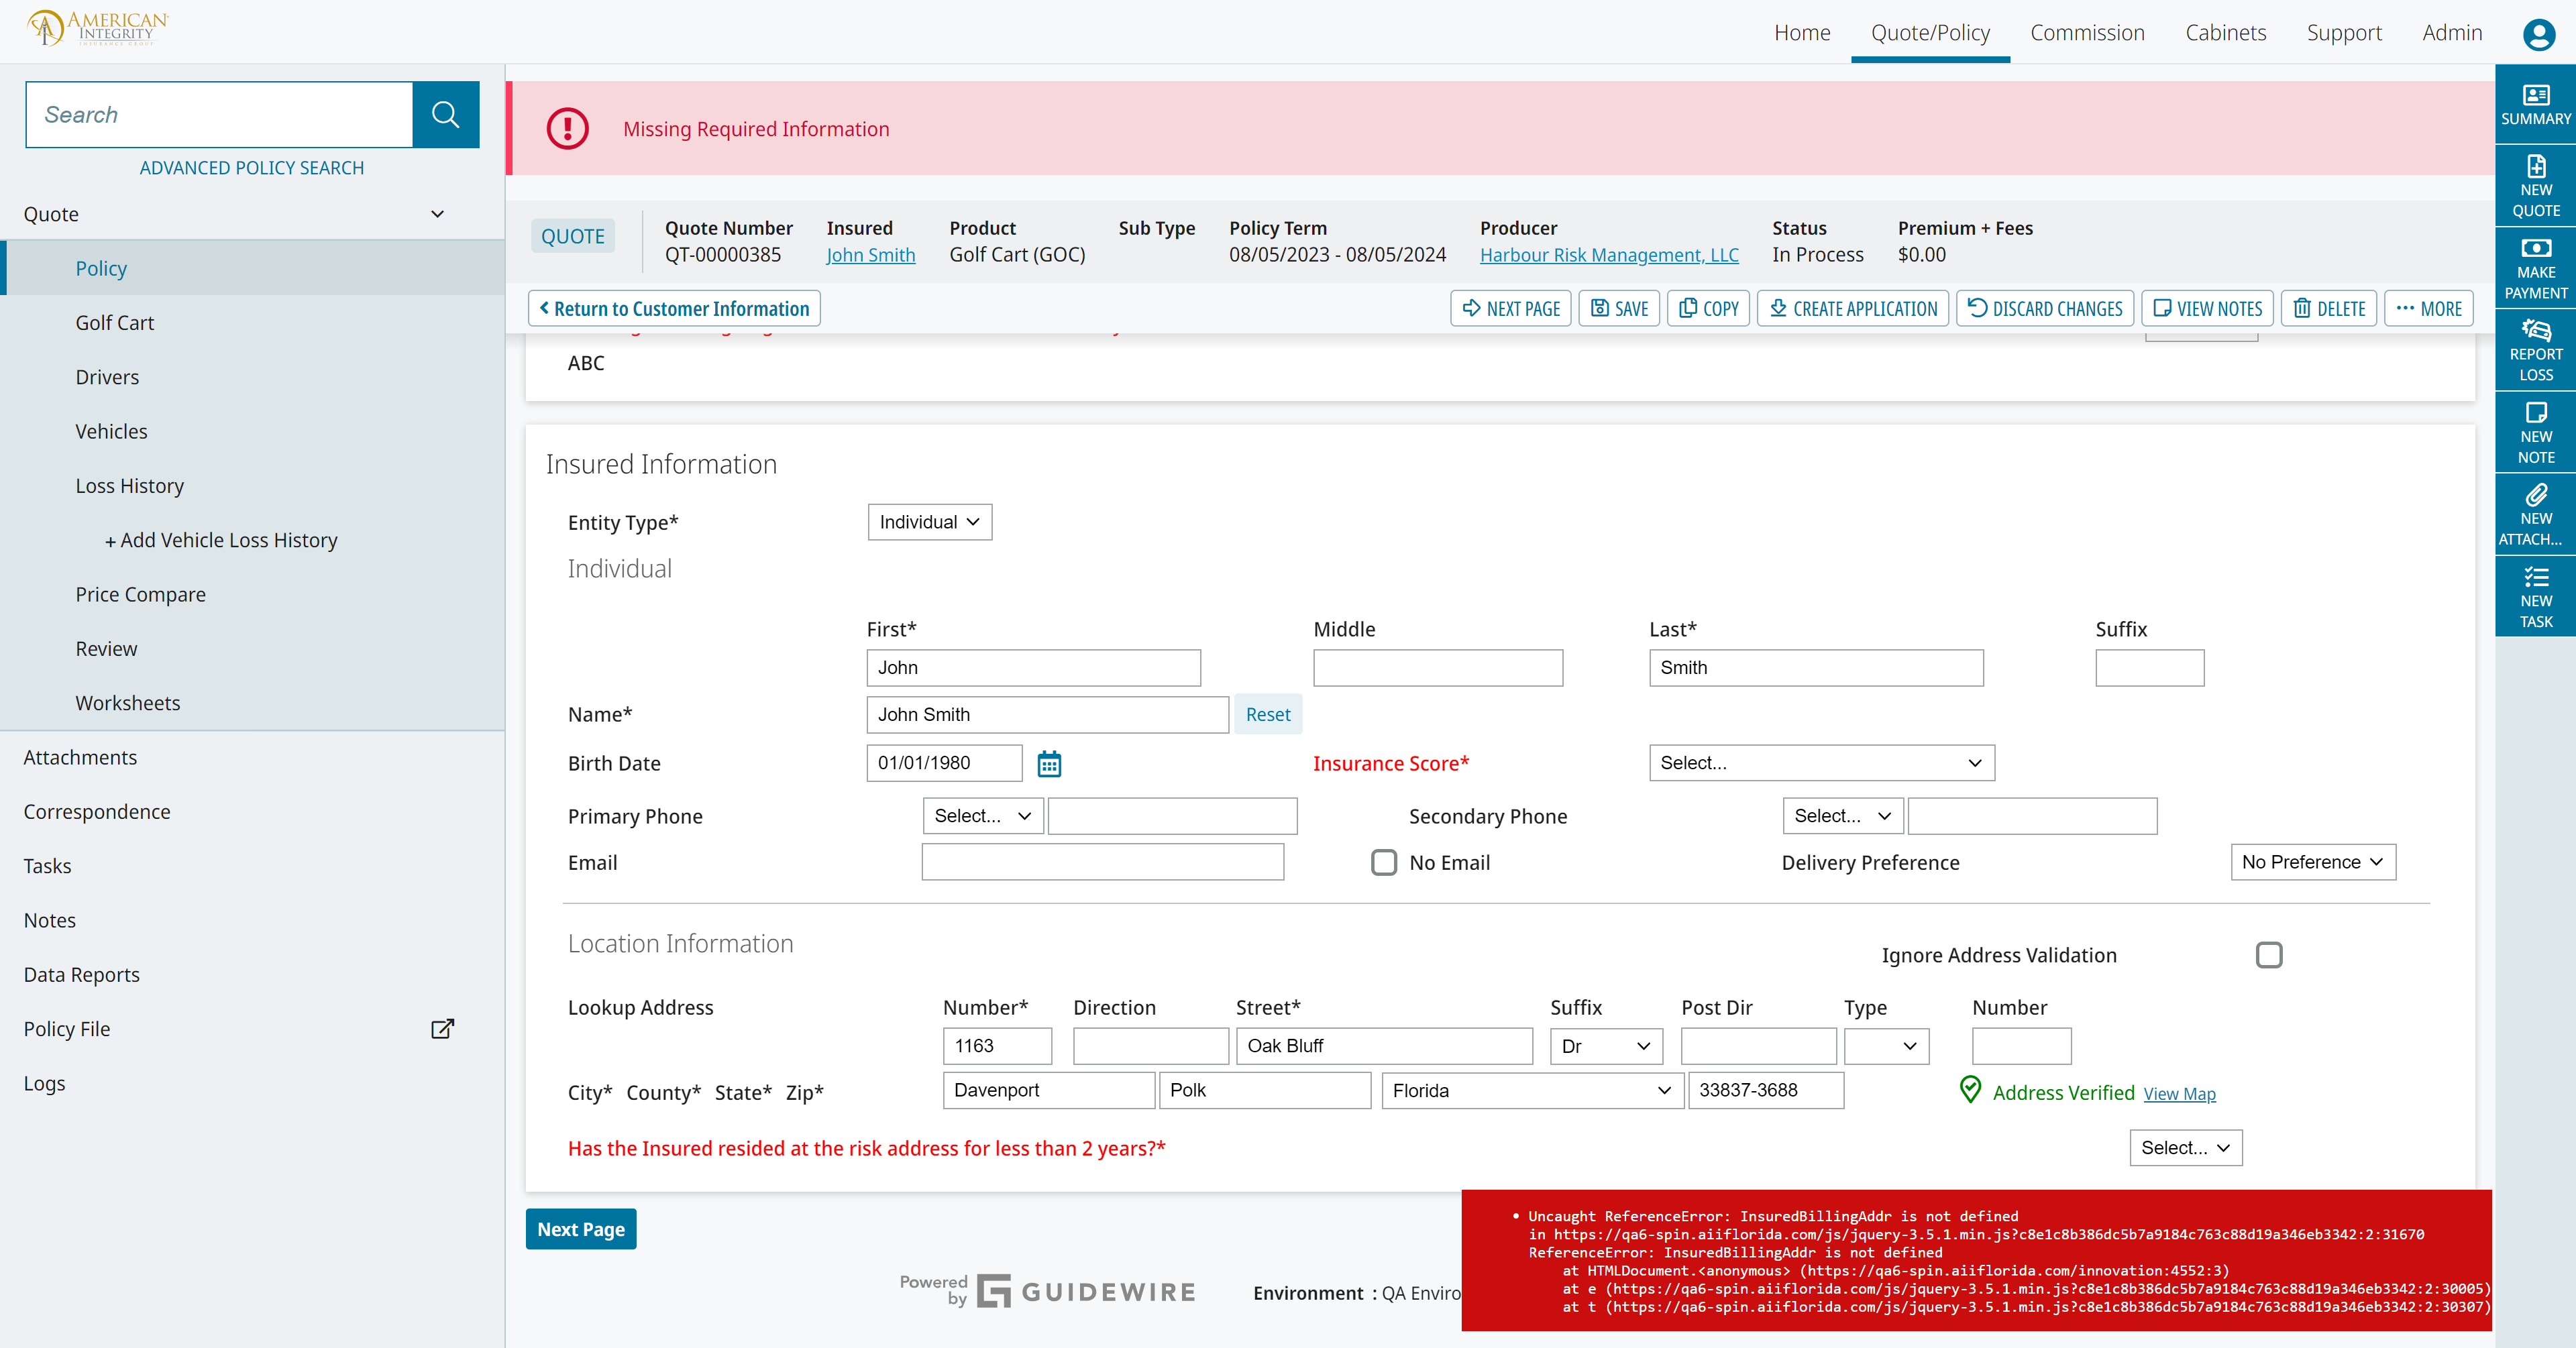 AMERICAN
INTEGRITY
INSURANCE GROUP
Home
Quote/Policy
Commission
Cabinets
Support
Admin
Search
ADVANCED POLICY SEARCH
Quote
Policy
Golf Cart
Drivers
Vehicles
Loss History
+ Add Vehicle Loss History
Price Compare
Review
Worksheets
Attachments
Correspondence
Tasks
Notes
Data Reports
Policy File
Logs
Missing Required Information
QUOTE
Quote Number Insured Product Sub Type Policy Term Producer Status Premium + Fees
QT-00000385 John Smith Golf Cart (GOC) 08/05/2023 - 08/05/2024 Harbour Risk Management, LLC In Process $0.00
Return to Customer Information
NEXT PAGE
SAVE
COPY
CREATE APPLICATION
DISCARD CHANGES
VIEW NOTES
DELETE
MORE
ABC
Insured Information
Entity Type* Individual
Individual
First* Middle Last* Suffix
John Smith
Name* John Smith Reset
Birth Date 01/01/1980 Insurance Score* Select...
Primary Phone Select... Secondary Phone Select...
Email No Email Delivery Preference No Preference
Location Information
Ignore Address Validation
Lookup Address Number* Direction Street* Suffix Post Dir Type Number
1163 Oak Bluff Dr
City* County* State* Zip* Davenport Polk Florida 33837-3688 Address Verified View Map
Has the Insured resided at the risk address for less than 2 years?* Select...
Next Page
Powered
by
GUIDEWIRE
Environment : QA Enviro
• Uncaught ReferenceError: InsuredBillingAddr is not defined
in https://qa6-spin.aiiflorida.com/js/jquery-3.5.1.min.js?c8e1c8b386dc5b7a9184c763c88d19a346eb3342:2:31670
ReferenceError: InsuredBillingAddr is not defined
at HTMLDocument.<anonymous> (https://qa6-spin.aiiflorida.com/innovation:4552:3)
at e (https://qa6-spin.aiiflorida.com/js/jquery-3.5.1.min.js?c8e1c8b386dc5b7a9184c763c88d19a346eb3342:2:30005)
at t (https://qa6-spin.aiiflorida.com/js/jquery-3.5.1.min.js?c8e1c8b386dc5b7a9184c763c88d19a346eb3342:2:30307)
SUMMARY
NEW
QUOTE
MAKE
PAYMENT
REPORT
LOSS
NEW
NOTE
NEW
ATTACH...
NEW
TASK